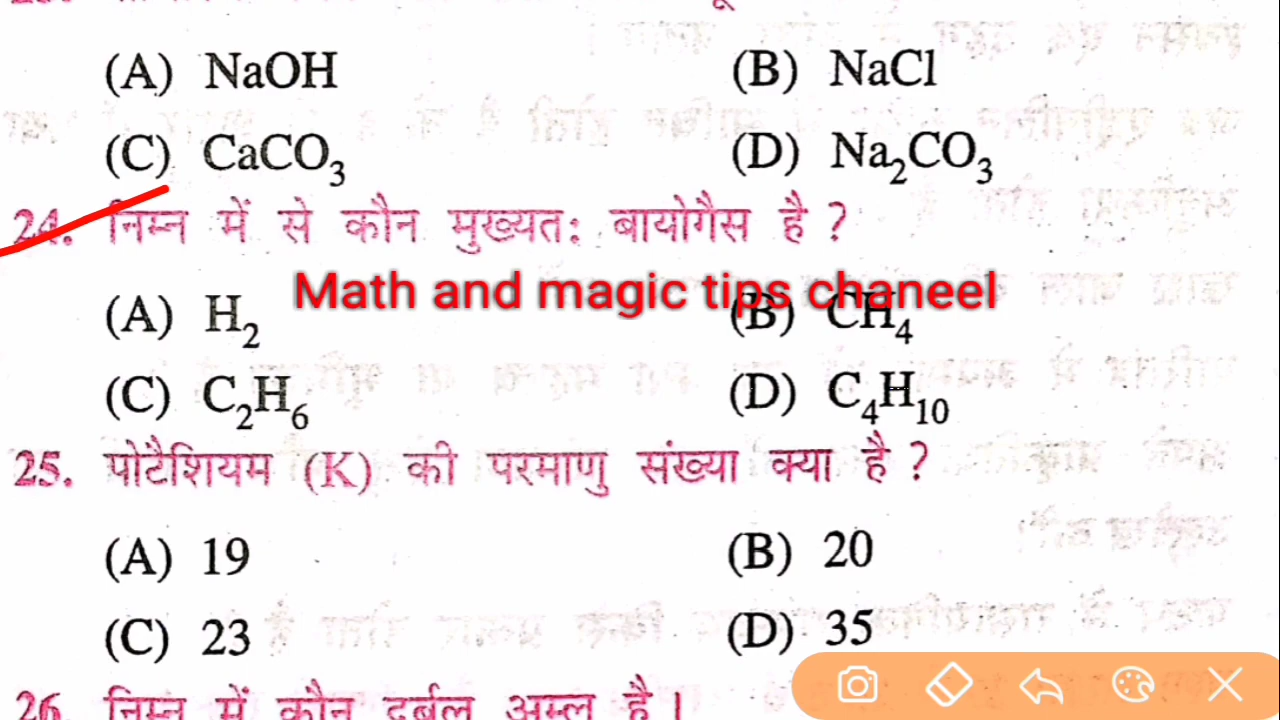 (A) NaOH (B) NaCl
(C) CaCO₃ (D) Na₂CO₃
24. निम्न में से कौन मुख्यतः बायोगैस है ?
Math and magic tips chaneel
(A) H₂ (B) CH₄
(C) C₂H₆ (D) C₄H₁₀
25. पोटैशियम (K) की परमाणु संख्या क्या है ?
(A) 19 (B) 20
(C) 23 (D) 35
26. निम्न में कौन दुर्बल अम्ल है ।